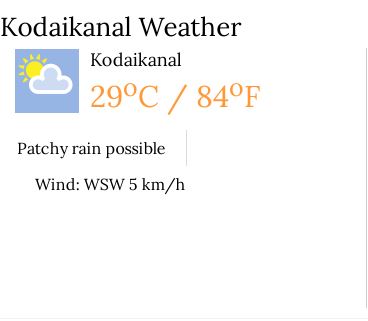 Kodaikanal Weather
Kodaikanal
29°C / 84°F
Patchy rain possible
Wind: WSW 5 km/h